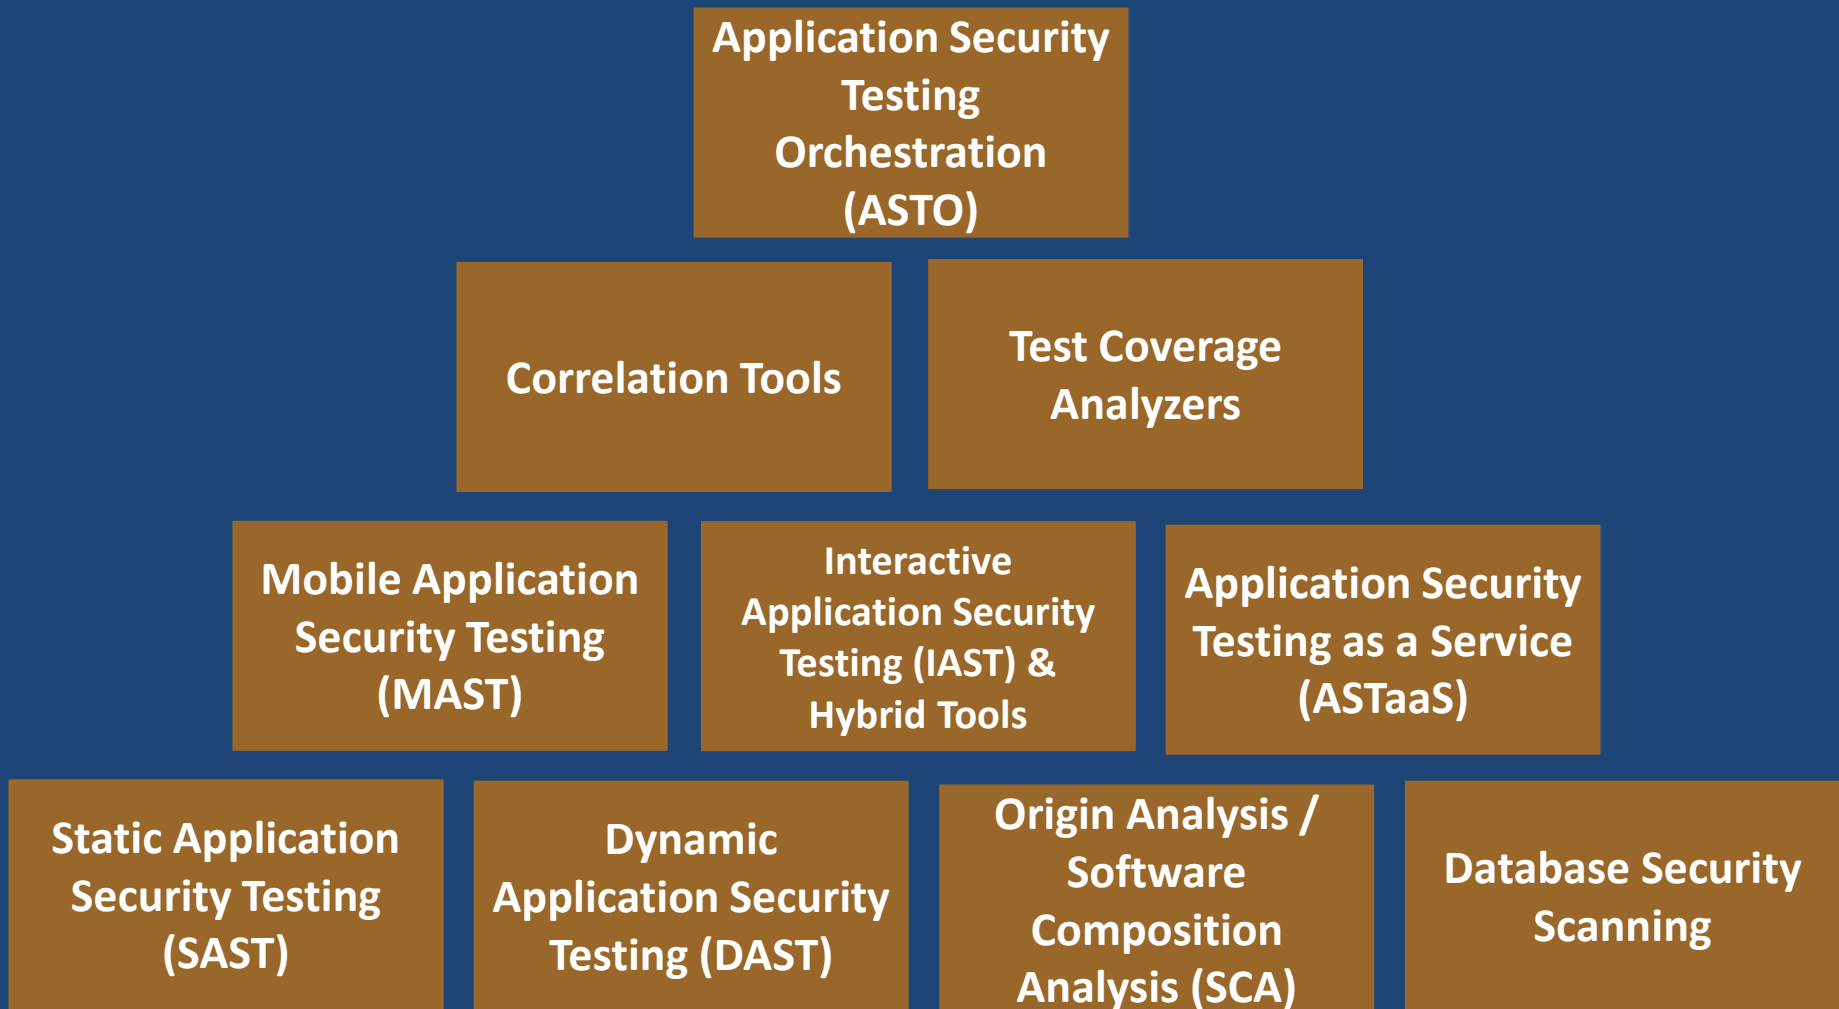 Application Security
Testing
Orchestration
(ASTO)
Correlation Tools
Test Coverage
Analyzers
Mobile Application
Security Testing
(MAST)
Interactive
Application Security
Testing (IAST) &
Hybrid Tools
Application Security
Testing as a Service
(ASTaaS)
Static Application
Security Testing
(SAST)
Dynamic
Application Security
Testing (DAST)
Origin Analysis /
Software
Composition
Analysis (SCA)
Database Security
Scanning